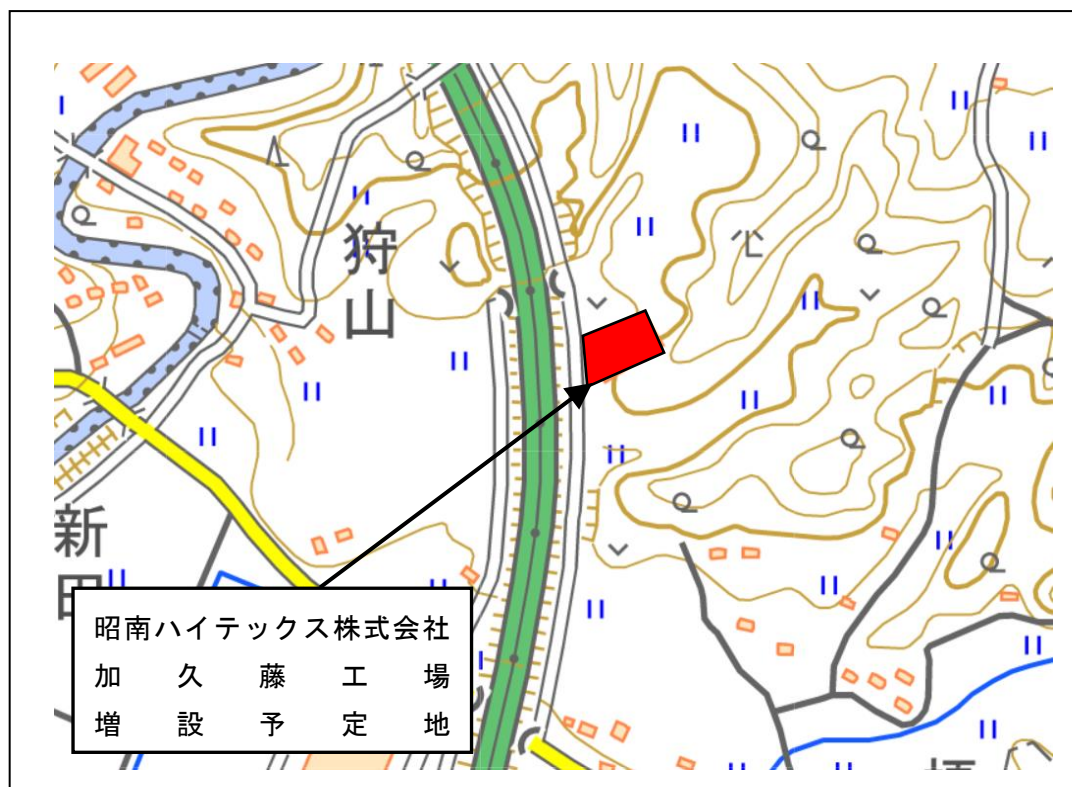 狩山
新田
昭南ハイテックス株式会社
加久藤工場
増設予定地